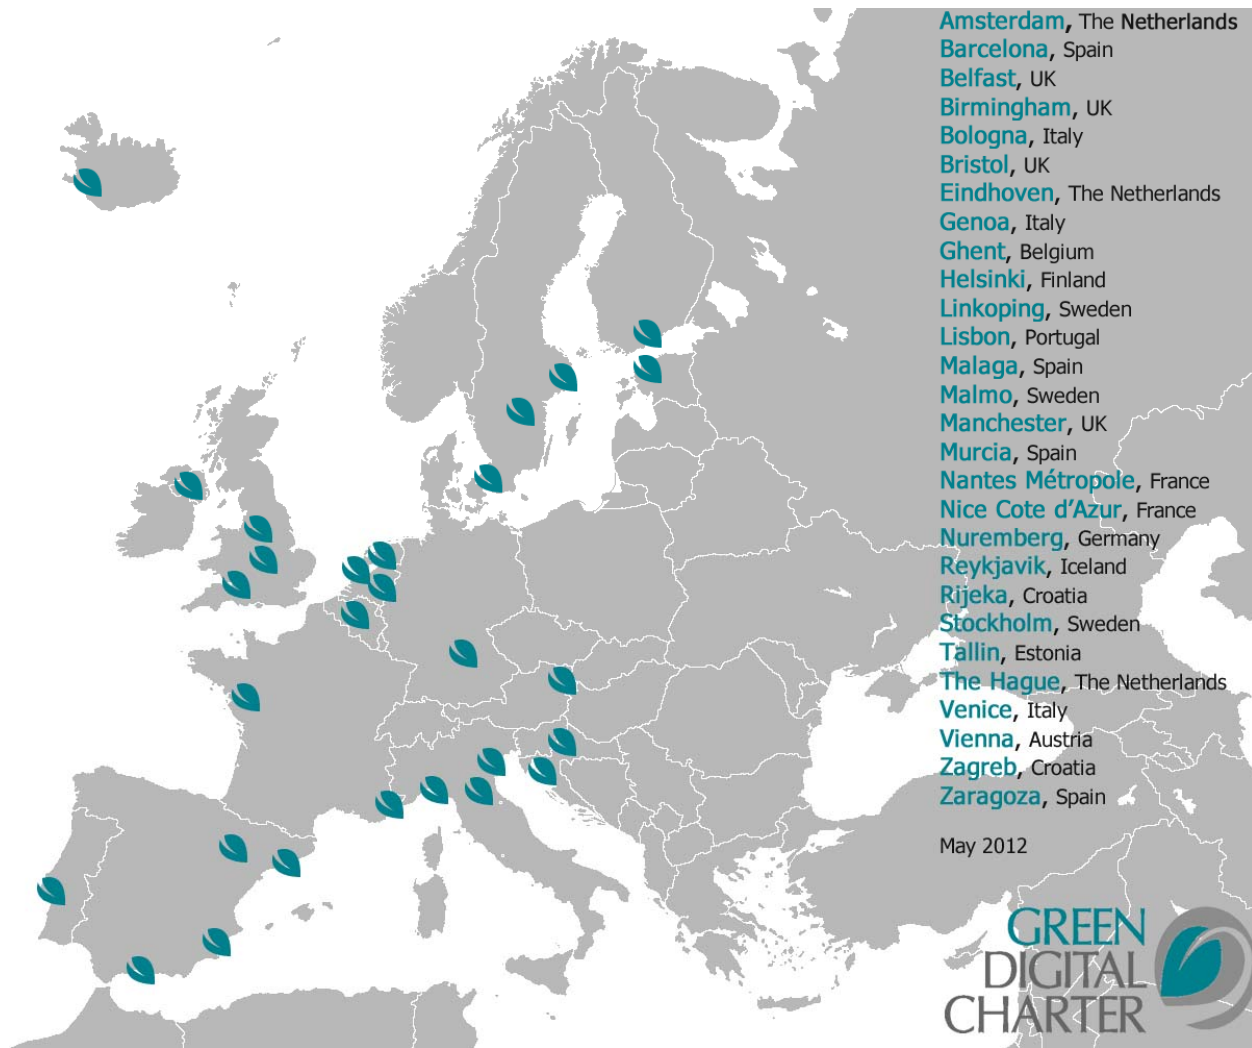 Amsterdam, The Netherlands
Barcelona, Spain
Belfast, UK
Birmingham, UK
Bologna, Italy
Bristol, UK
Eindhoven, The Netherlands
Genoa, Italy
Ghent, Belgium
Helsinki, Finland
Linkoping, Sweden
Lisbon, Portugal
Malaga, Spain
Malmo, Sweden
Manchester, UK
Murcia, Spain
Nantes Métropole, France
Nice Cote d'Azur, France
Nuremberg, Germany
Reykjavik, Iceland
Rijeka, Croatia
Stockholm, Sweden
Tallin, Estonia
The Hague, The Netherlands
Venice, Italy
Vienna, Austria
Zagreb, Croatia
Zaragoza, Spain
May 2012
GREEN
DIGITAL
CHARTER